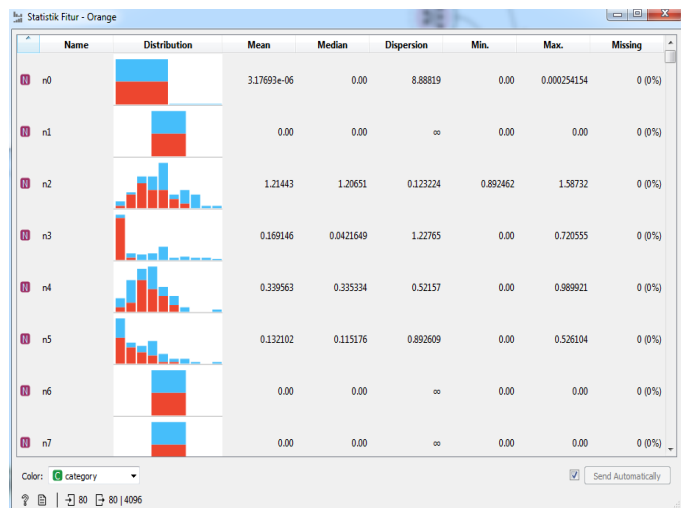 Statistik Fitur - Orange
Name Distribution Mean Median Dispersion Min. Max. Missing
N n0 3.17693e-06 0.00 8.88819 0.00 0.000254154 0 (0%)
N n1 0.00 0.00 ∞ 0.00 0.00 0 (0%)
N n2 1.21443 1.20651 0.123224 0.892462 1.58732 0 (0%)
N n3 0.169146 0.0421649 1.22765 0.00 0.720555 0 (0%)
N n4 0.339563 0.335334 0.52157 0.00 0.989921 0 (0%)
N n5 0.132102 0.115176 0.892609 0.00 0.526104 0 (0%)
N n6 0.00 0.00 ∞ 0.00 0.00 0 (0%)
N n7 0.00 0.00 ∞ 0.00 0.00 0 (0%)
Color: C category Send Automatically
? 80 80 | 4096